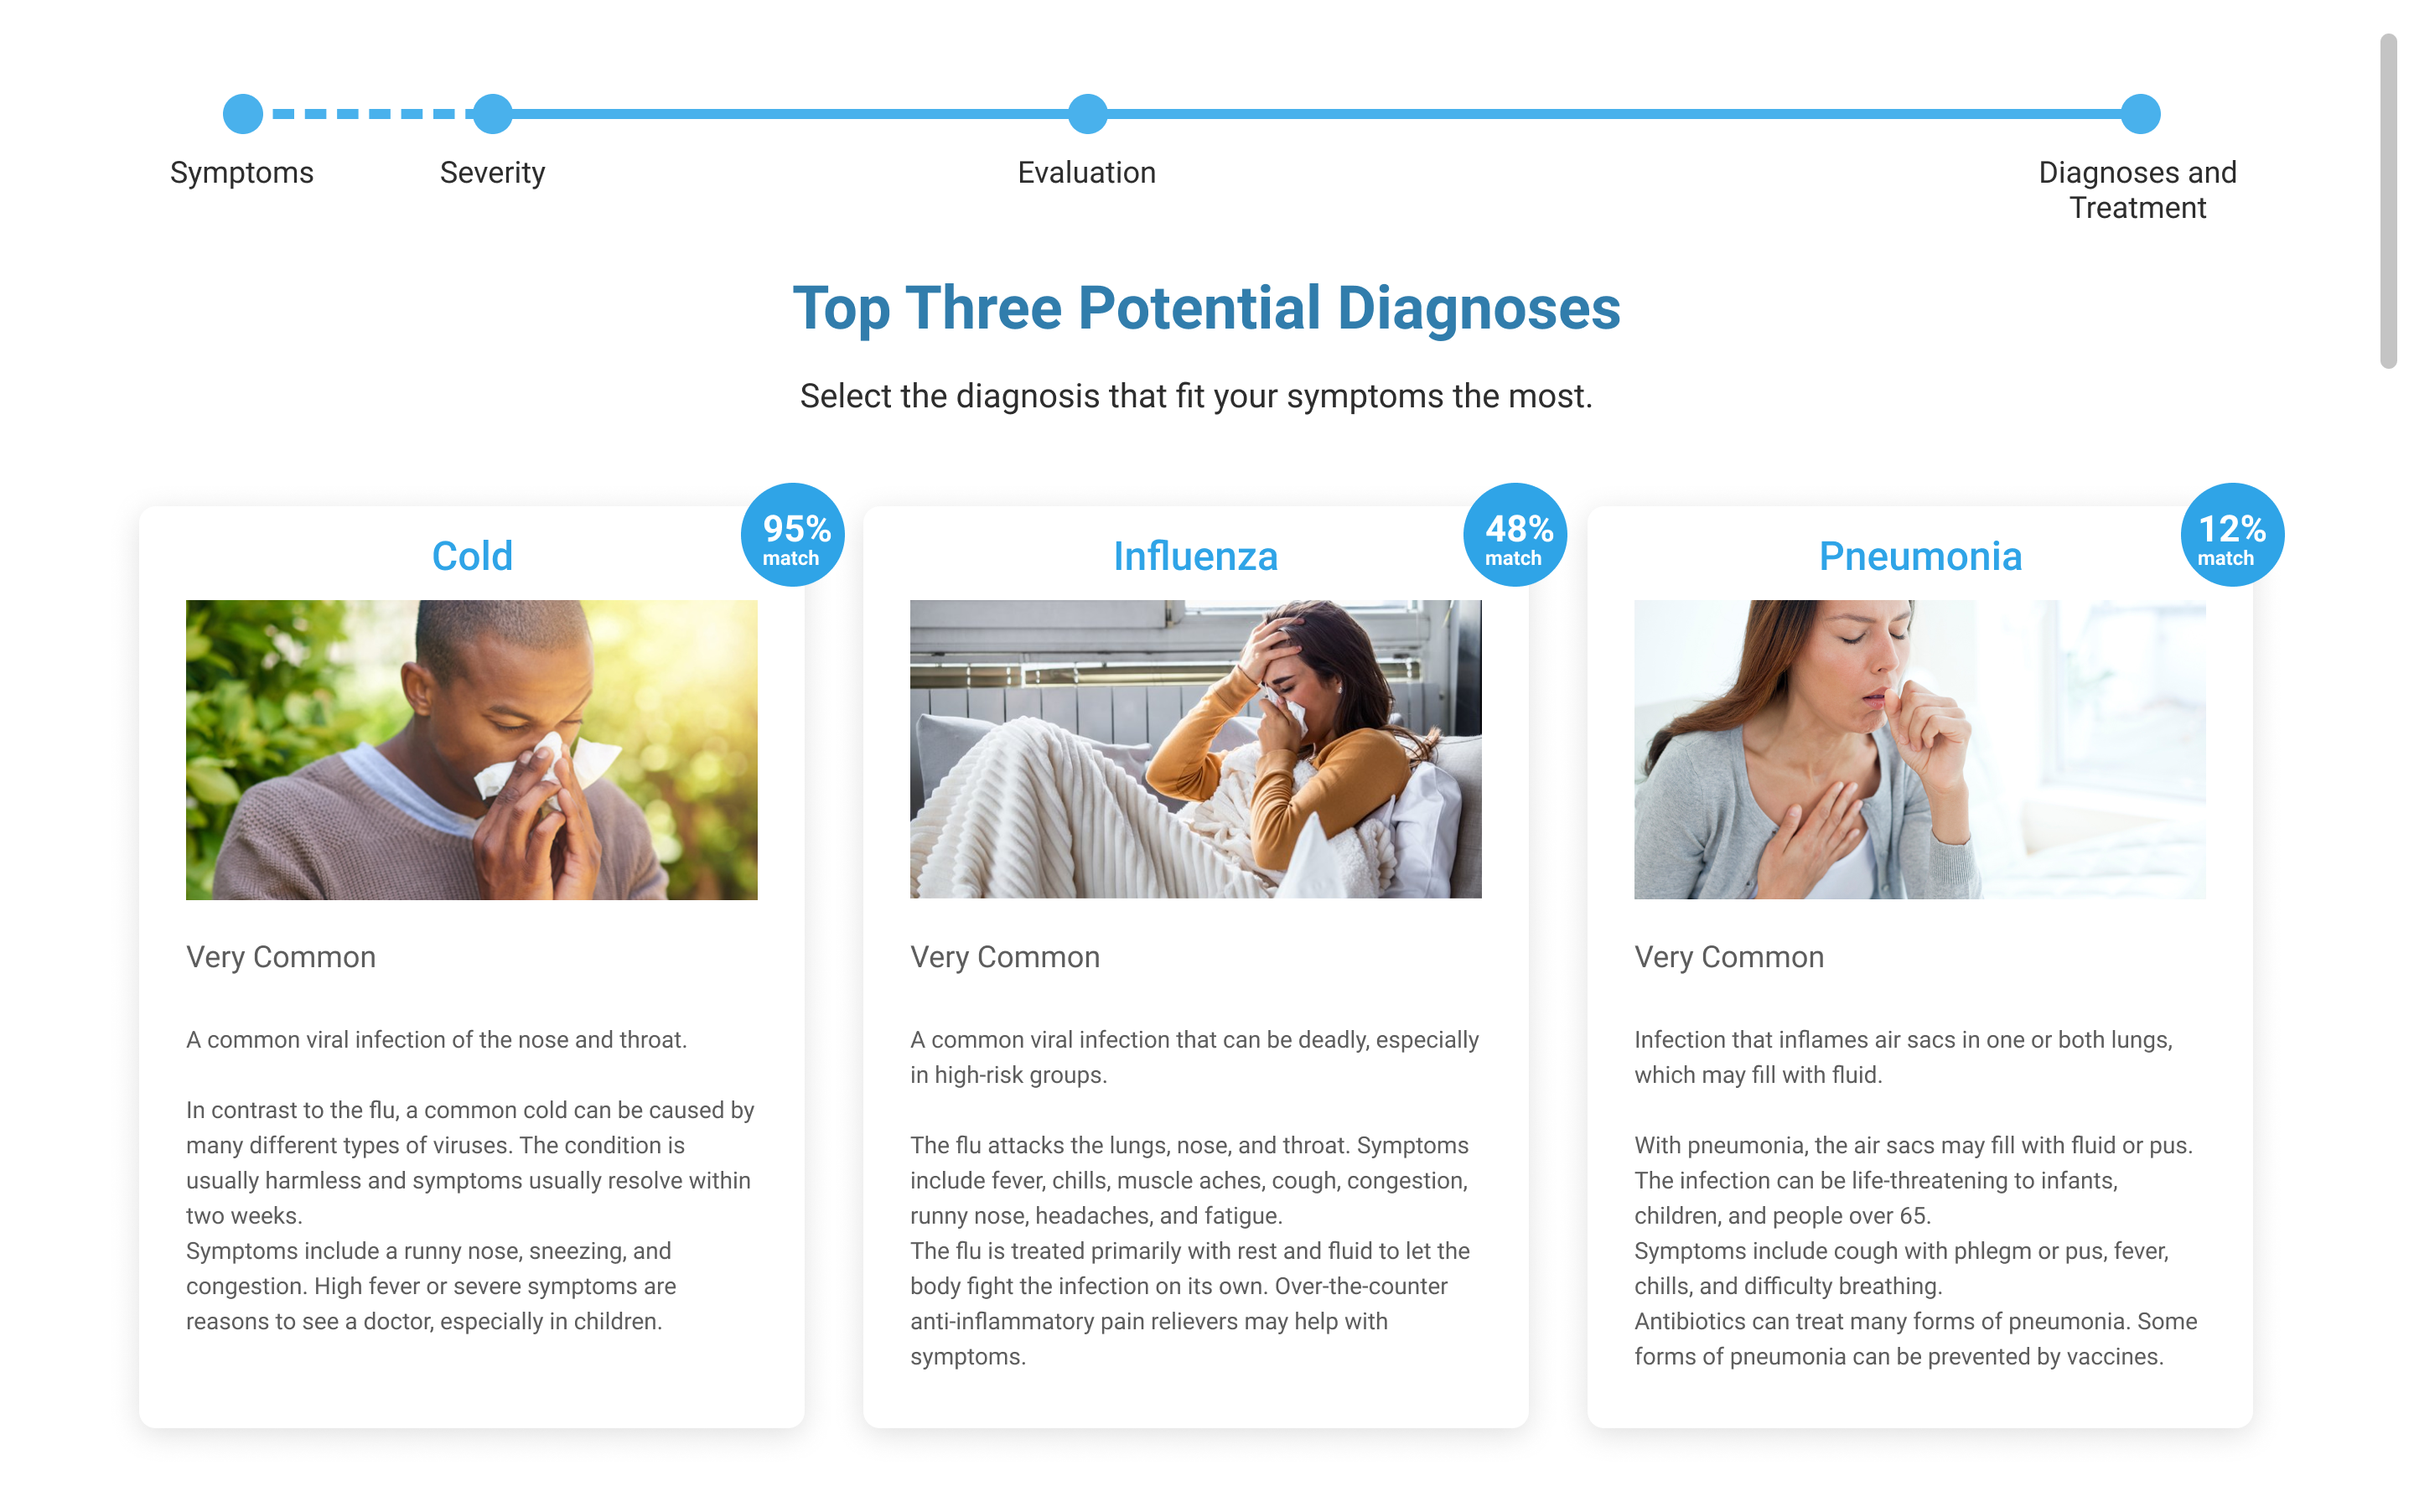 Symptoms
Severity
Evaluation
Diagnoses and
Treatment
Top Three Potential Diagnoses
Select the diagnosis that fit your symptoms the most.
Cold
95%
match
Very Common
A common viral infection of the nose and throat.
In contrast to the flu, a common cold can be caused by
many different types of viruses. The condition is
usually harmless and symptoms usually resolve within
two weeks.
Symptoms include a runny nose, sneezing, and
congestion. High fever or severe symptoms are
reasons to see a doctor, especially in children.
Influenza
48%
match
Very Common
A common viral infection that can be deadly, especially
in high-risk groups.
The flu attacks the lungs, nose, and throat. Symptoms
include fever, chills, muscle aches, cough, congestion,
runny nose, headaches, and fatigue.
The flu is treated primarily with rest and fluid to let the
body fight the infection on its own. Over-the-counter
anti-inflammatory pain relievers may help with
symptoms.
Pneumonia
12%
match
Very Common
Infection that inflames air sacs in one or both lungs,
which may fill with fluid.
With pneumonia, the air sacs may fill with fluid or pus.
The infection can be life-threatening to infants,
children, and people over 65.
Symptoms include cough with phlegm or pus, fever,
chills, and difficulty breathing.
Antibiotics can treat many forms of pneumonia. Some
forms of pneumonia can be prevented by vaccines.